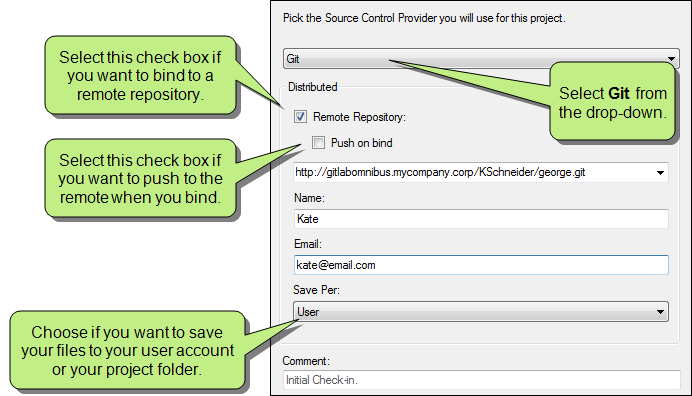 Pick the Source Control Provider you will use for this project.
Git
Select this check box if
you want to bind to a
remote repository.
Select Git from
the drop-down.
Distributed
Remote Repository:
Push on bind
Select this check box if
you want to push to the
remote when you bind.
http://gitlabomnibus.mycompany.corp/KSchneider/george.git
Name:
Kate
Email:
kate@email.com
Save Per:
User
Choose if you want to save
your files to your user account
or your project folder.
Comment:
Initial Check-in.